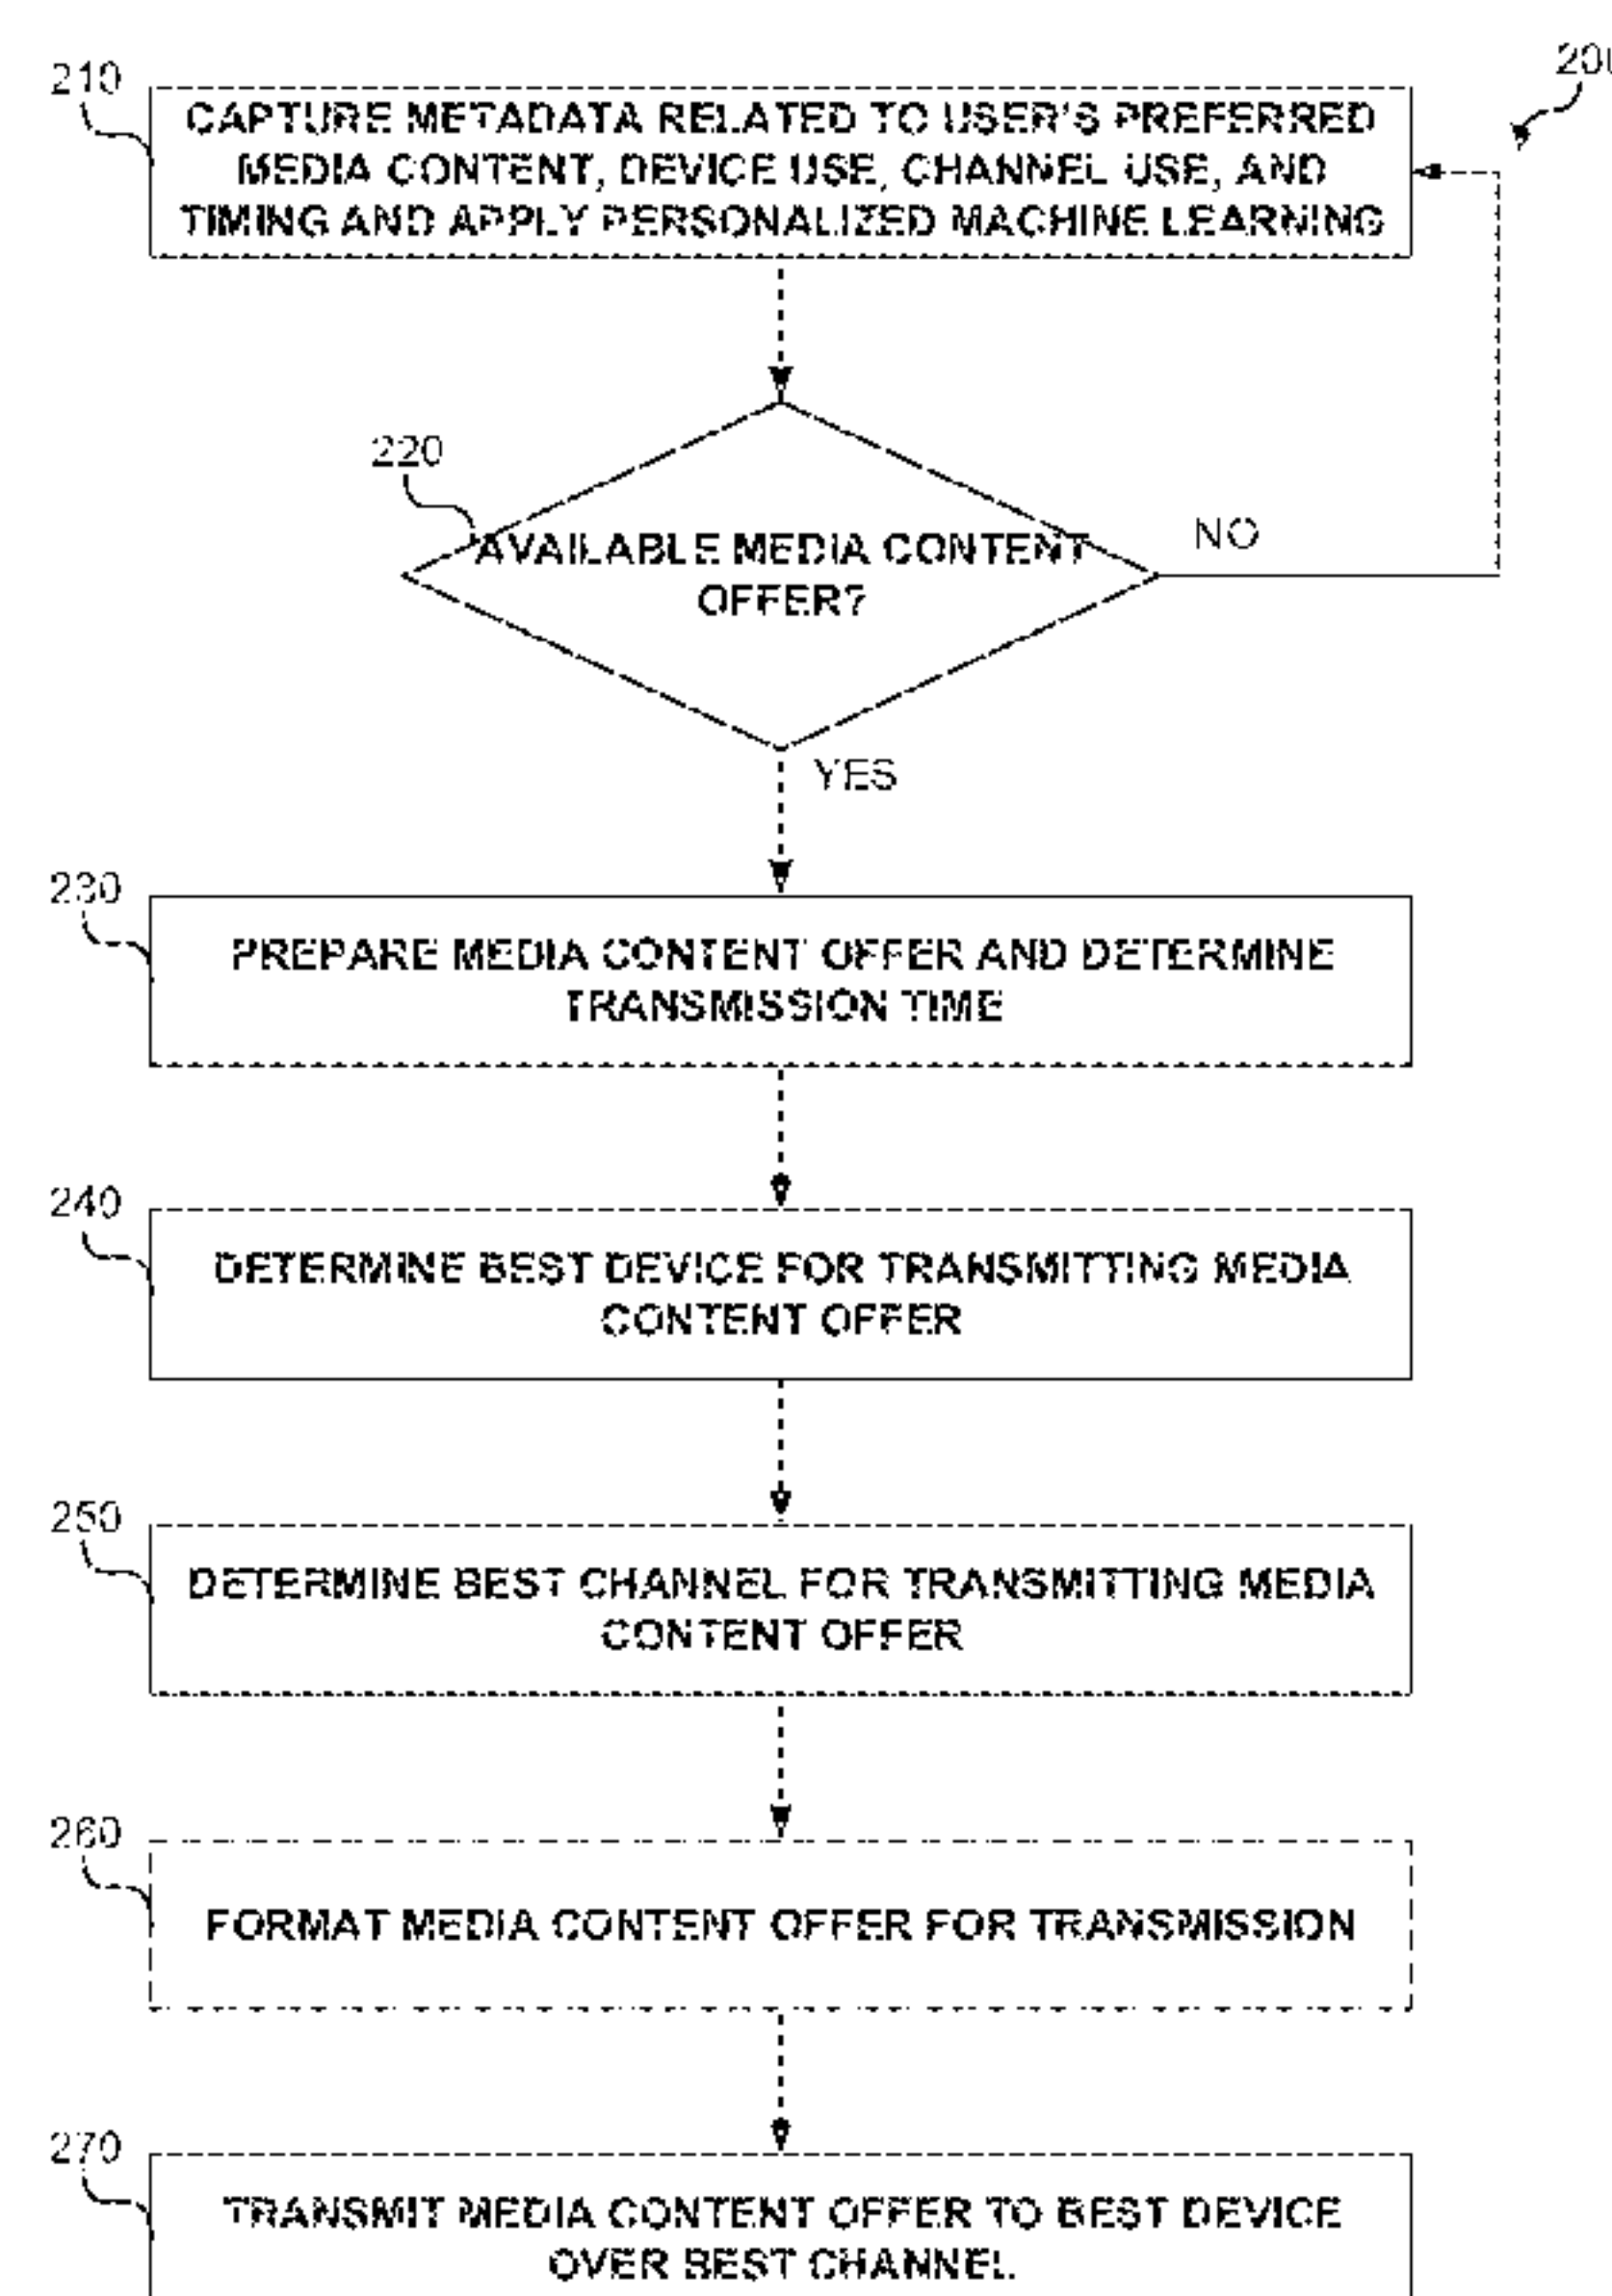 210
200
CAPTURE METADATA RELATED TO USER'S PREFERRED
MEDIA CONTENT, DEVICE USE, CHANNEL USE, AND
TIMING AND APPLY PERSONALIZED MACHINE LEARNING
220
AVAILABLE MEDIA CONTENT
OFFER?
NO
YES
230
PREPARE MEDIA CONTENT OFFER AND DETERMINE
TRANSMISSION TIME
240
DETERMINE BEST DEVICE FOR TRANSMITTING MEDIA
CONTENT OFFER
250
DETERMINE BEST CHANNEL FOR TRANSMITTING MEDIA
CONTENT OFFER
260
FORMAT MEDIA CONTENT OFFER FOR TRANSMISSION
270
TRANSMIT MEDIA CONTENT OFFER TO BEST DEVICE
OVER BEST CHANNEL